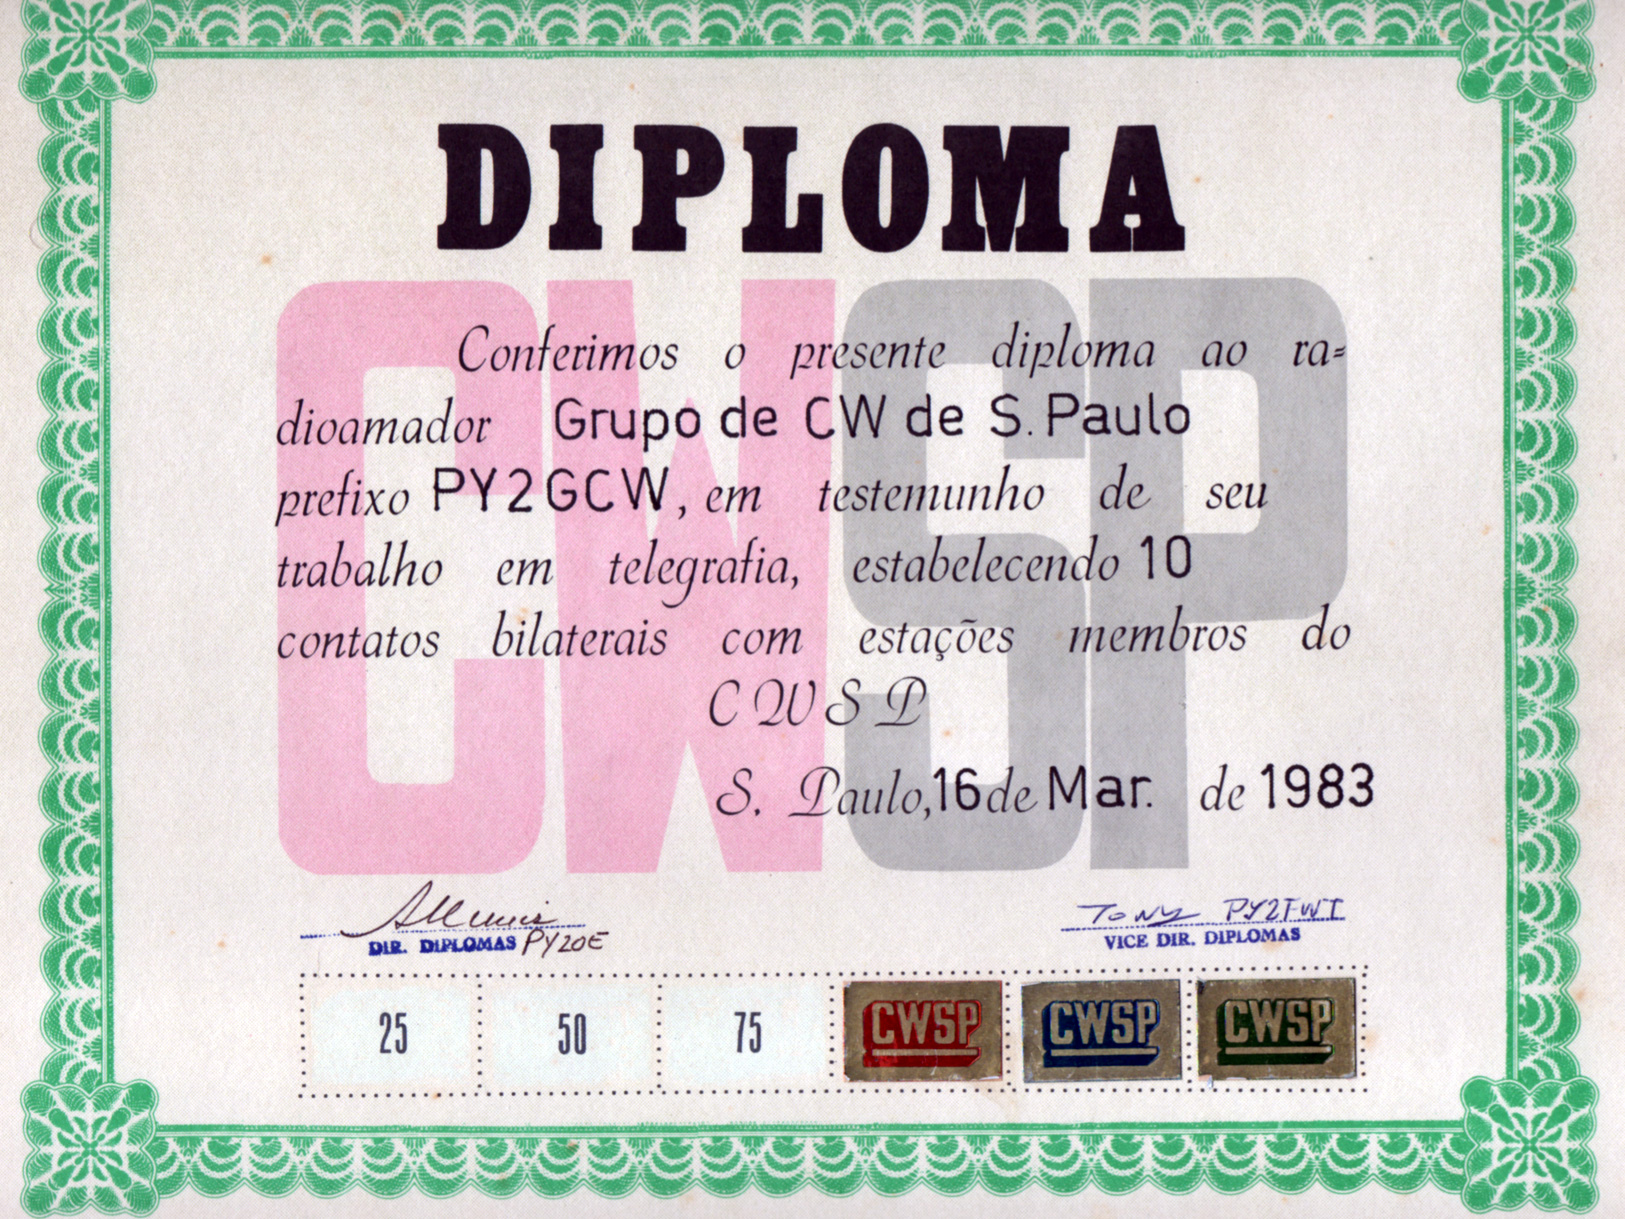 DIPLOMA
CWSP
Conferimos o presente diploma ao ra=
dioamador Grupo de CW de S. Paulo
prefixo PY2GCW, em testemunho de seu
trabalho em telegrafia, estabelecendo 10
contatos bilaterais com estações membros do
CWSP
S. Paulo, 16 de Mar. de 1983
DIR. DIPLOMAS PY2OE
Tony PY2FWT
VICE DIR. DIPLOMAS
25 50 75 CWSP CWSP CWSP